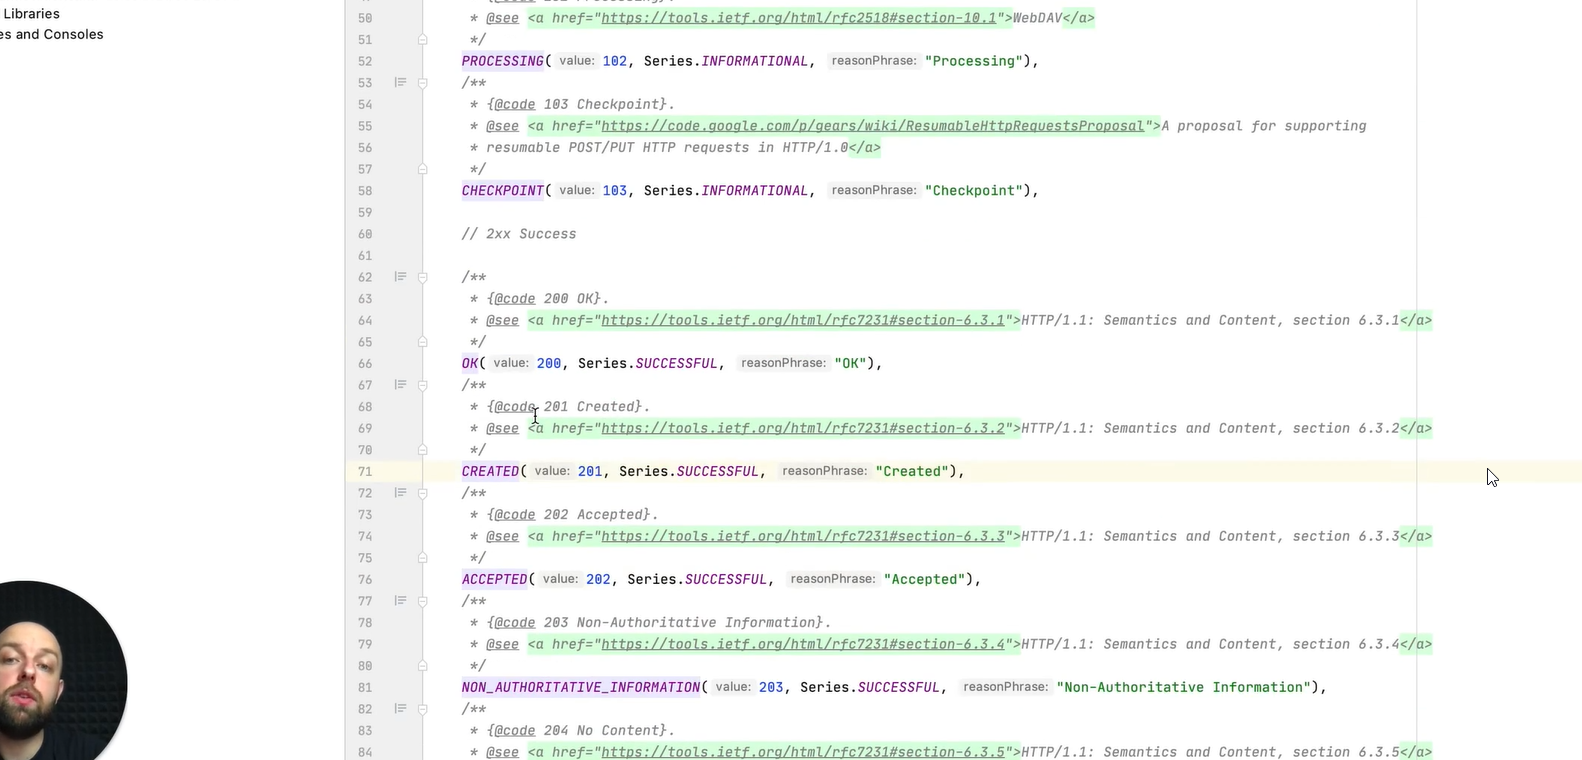 Libraries
es and Consoles
50 * @see <a href="https://tools.ietf.org/html/rfc2518#section-10.1">WebDAV</a>
51 */
52 PROCESSING( value: 102, Series.INFORMATIONAL, reasonPhrase: "Processing"),
53 /**
54 * {@code 103 Checkpoint}.
55 * @see <a href="https://code.google.com/p/gears/wiki/ResumableHttpRequestsProposal">A proposal for supporting
56 * resumable POST/PUT HTTP requests in HTTP/1.0</a>
57 */
58 CHECKPOINT( value: 103, Series.INFORMATIONAL, reasonPhrase: "Checkpoint"),
59
60 // 2xx Success
61
62 /**
63 * {@code 200 OK}.
64 * @see <a href="https://tools.ietf.org/html/rfc7231#section-6.3.1">HTTP/1.1: Semantics and Content, section 6.3.1</a>
65 */
66 OK( value: 200, Series.SUCCESSFUL, reasonPhrase: "OK"),
67 /**
68 * {@code 201 Created}.
69 * @see <a href="https://tools.ietf.org/html/rfc7231#section-6.3.2">HTTP/1.1: Semantics and Content, section 6.3.2</a>
70 */
71 CREATED( value: 201, Series.SUCCESSFUL, reasonPhrase: "Created"),
72 /**
73 * {@code 202 Accepted}.
74 * @see <a href="https://tools.ietf.org/html/rfc7231#section-6.3.3">HTTP/1.1: Semantics and Content, section 6.3.3</a>
75 */
76 ACCEPTED( value: 202, Series.SUCCESSFUL, reasonPhrase: "Accepted"),
77 /**
78 * {@code 203 Non-Authoritative Information}.
79 * @see <a href="https://tools.ietf.org/html/rfc7231#section-6.3.4">HTTP/1.1: Semantics and Content, section 6.3.4</a>
80 */
81 NON_AUTHORITATIVE_INFORMATION( value: 203, Series.SUCCESSFUL, reasonPhrase: "Non-Authoritative Information"),
82 /**
83 * {@code 204 No Content}.
84 * @see <a href="https://tools.ietf.org/html/rfc7231#section-6.3.5">HTTP/1.1: Semantics and Content, section 6.3.5</a>